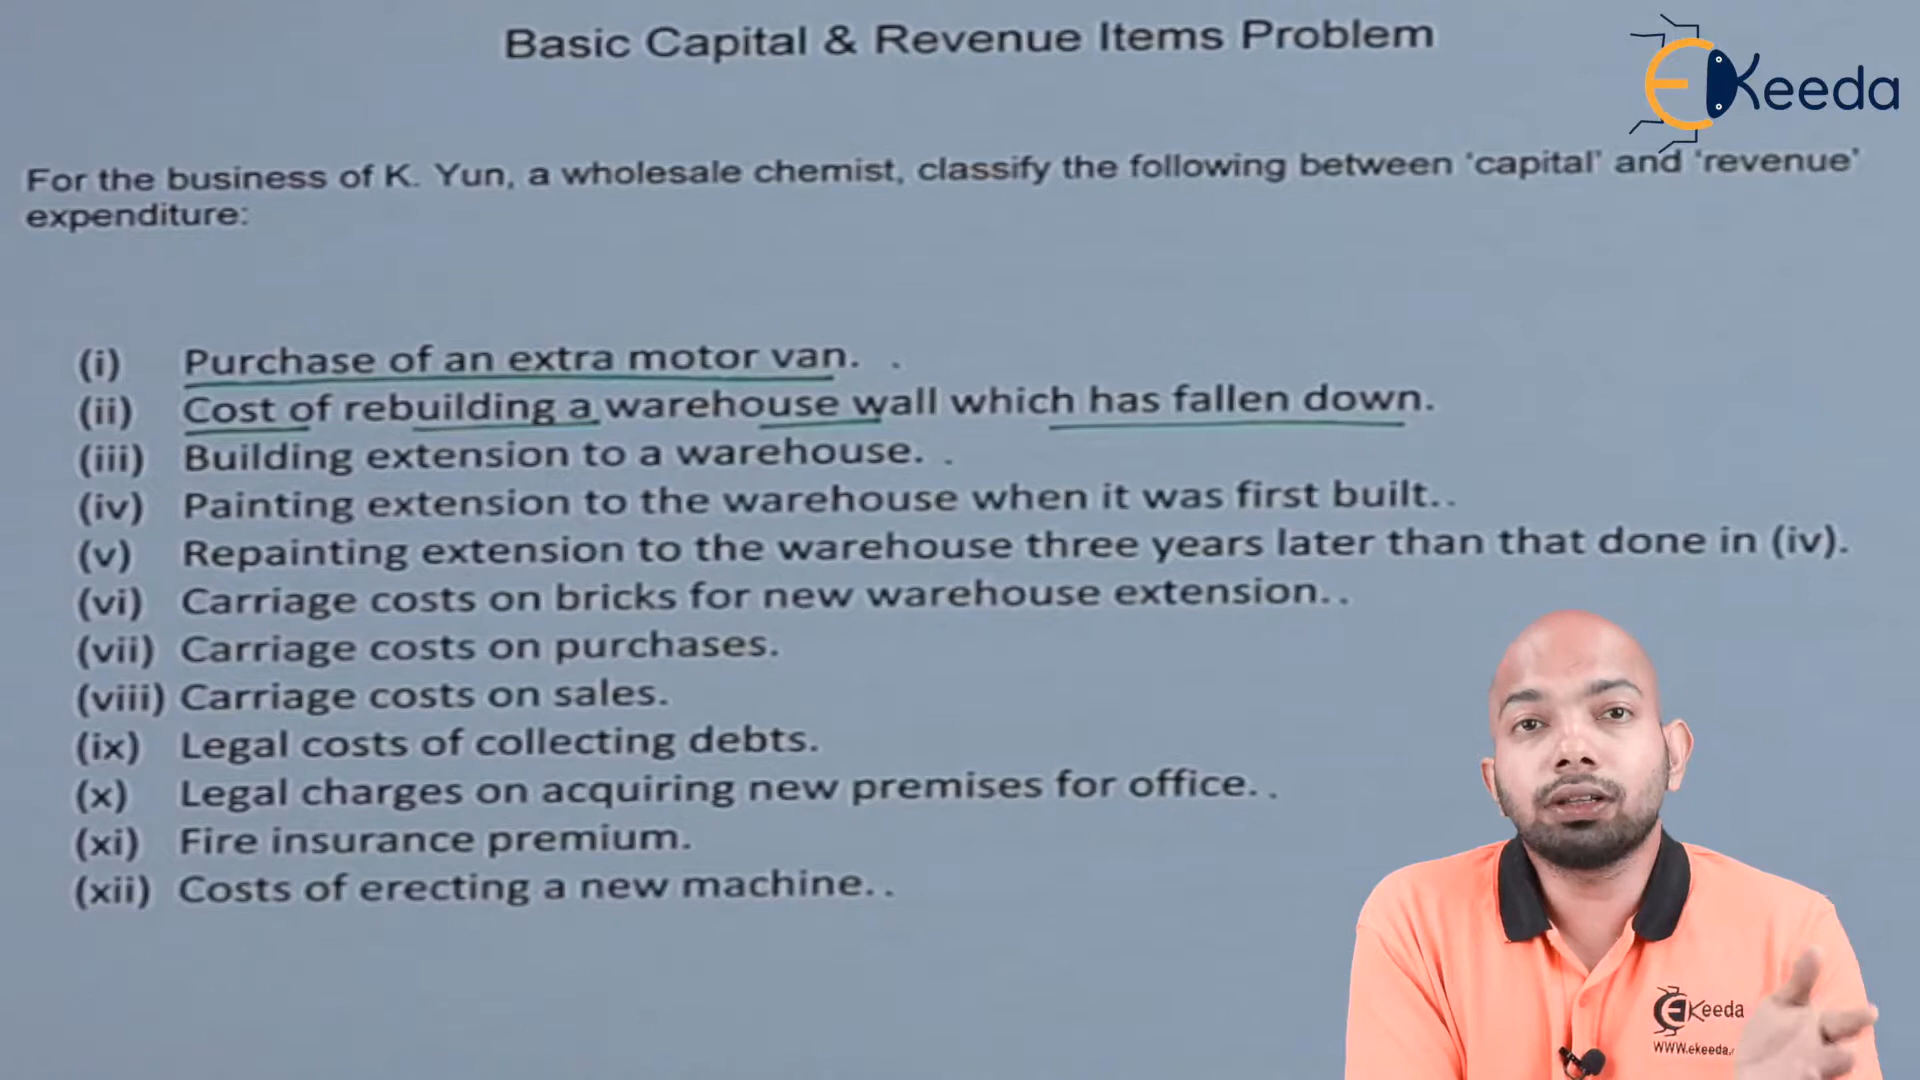 Basic Capital & Revenue Items Problem
EKeeda
For the business of K. Yun, a wholesale chemist, classify the following between ‘capital’ and ‘revenue’
expenditure:
(i) Purchase of an extra motor van. .
(ii) Cost of rebuilding a warehouse wall which has fallen down.
(iii) Building extension to a warehouse. .
(iv) Painting extension to the warehouse when it was first built..
(v) Repainting extension to the warehouse three years later than that done in (iv).
(vi) Carriage costs on bricks for new warehouse extension..
(vii) Carriage costs on purchases.
(viii) Carriage costs on sales.
(ix) Legal costs of collecting debts.
(x) Legal charges on acquiring new premises for office. .
(xi) Fire insurance premium.
(xii) Costs of erecting a new machine. .
EKeeda
WWW.ekeeda.